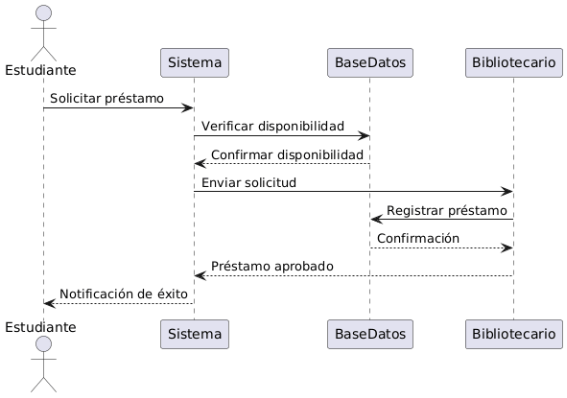 Estudiante
Sistema
BaseDatos
Bibliotecario
Solicitar préstamo
Verificar disponibilidad
Confirmar disponibilidad
Enviar solicitud
Registrar préstamo
Confirmación
Préstamo aprobado
Notificación de éxito
Estudiante
Sistema
BaseDatos
Bibliotecario